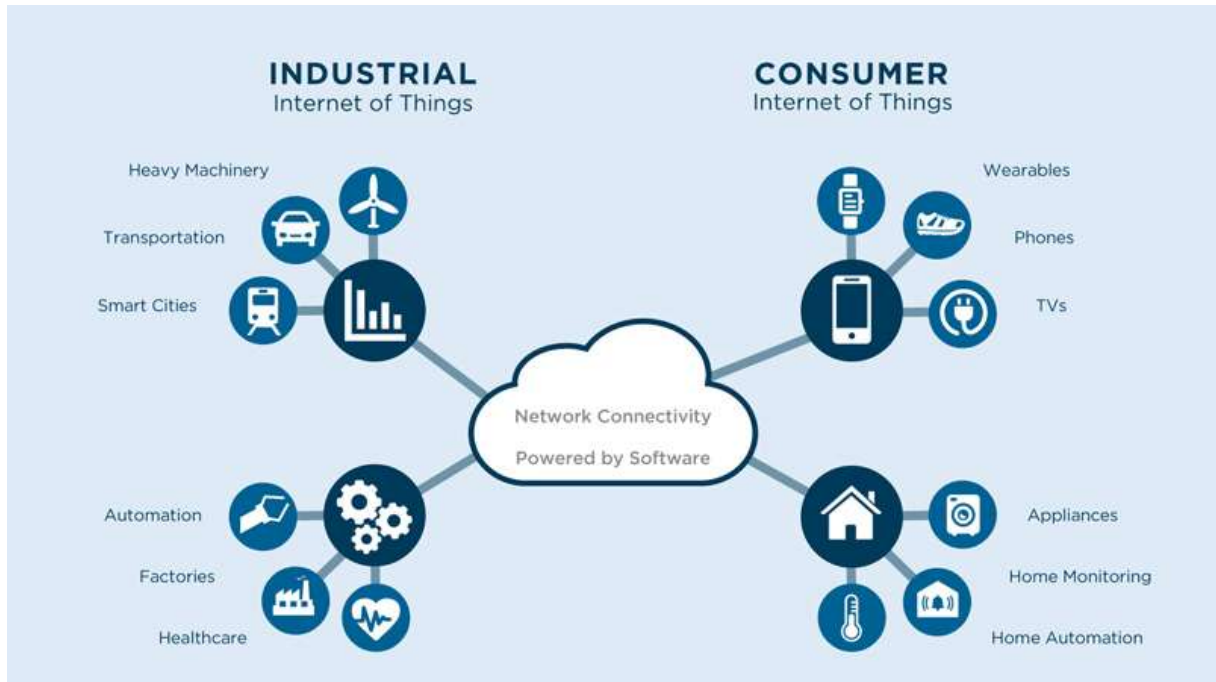 INDUSTRIAL
Internet of Things
Heavy Machinery
Transportation
Smart Cities
Automation
Factories
Healthcare
Network Connectivity
Powered by Software
CONSUMER
Internet of Things
Wearables
Phones
TVs
Appliances
Home Monitoring
Home Automation